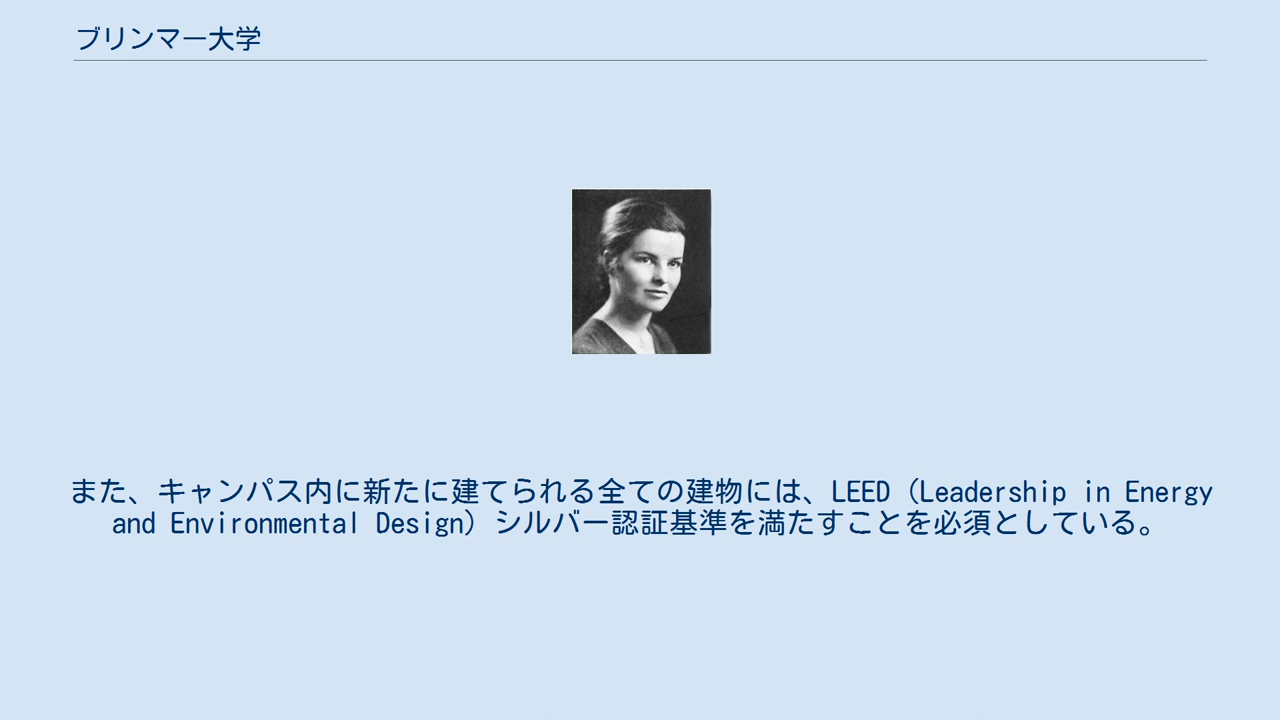 ブリンマー大学
また、キャンパス内に新たに建てられる全ての建物には、LEED（Leadership in Energy
and Environmental Design）シルバー認証基準を満たすことを必須としている。